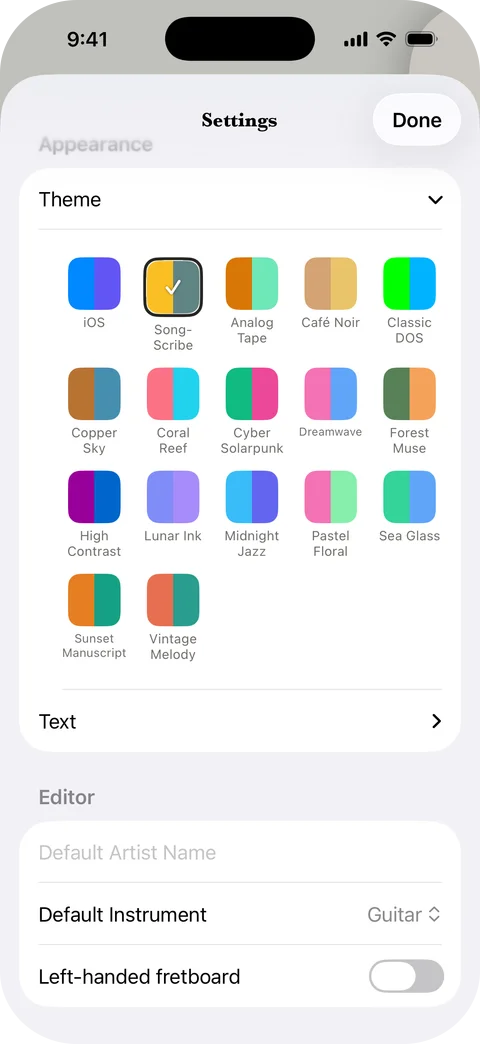 9:41
Settings
Done
Appearance
Theme
iOS
Song-
Scribe
Analog
Tape
Café Noir
Classic
DOS
Copper
Sky
Coral
Reef
Cyber
Solarpunk
Dreamwave
Forest
Muse
High
Contrast
Lunar Ink
Midnight
Jazz
Pastel
Floral
Sea Glass
Sunset
Manuscript
Vintage
Melody
Text
Editor
Default Artist Name
Default Instrument
Guitar
Left-handed fretboard